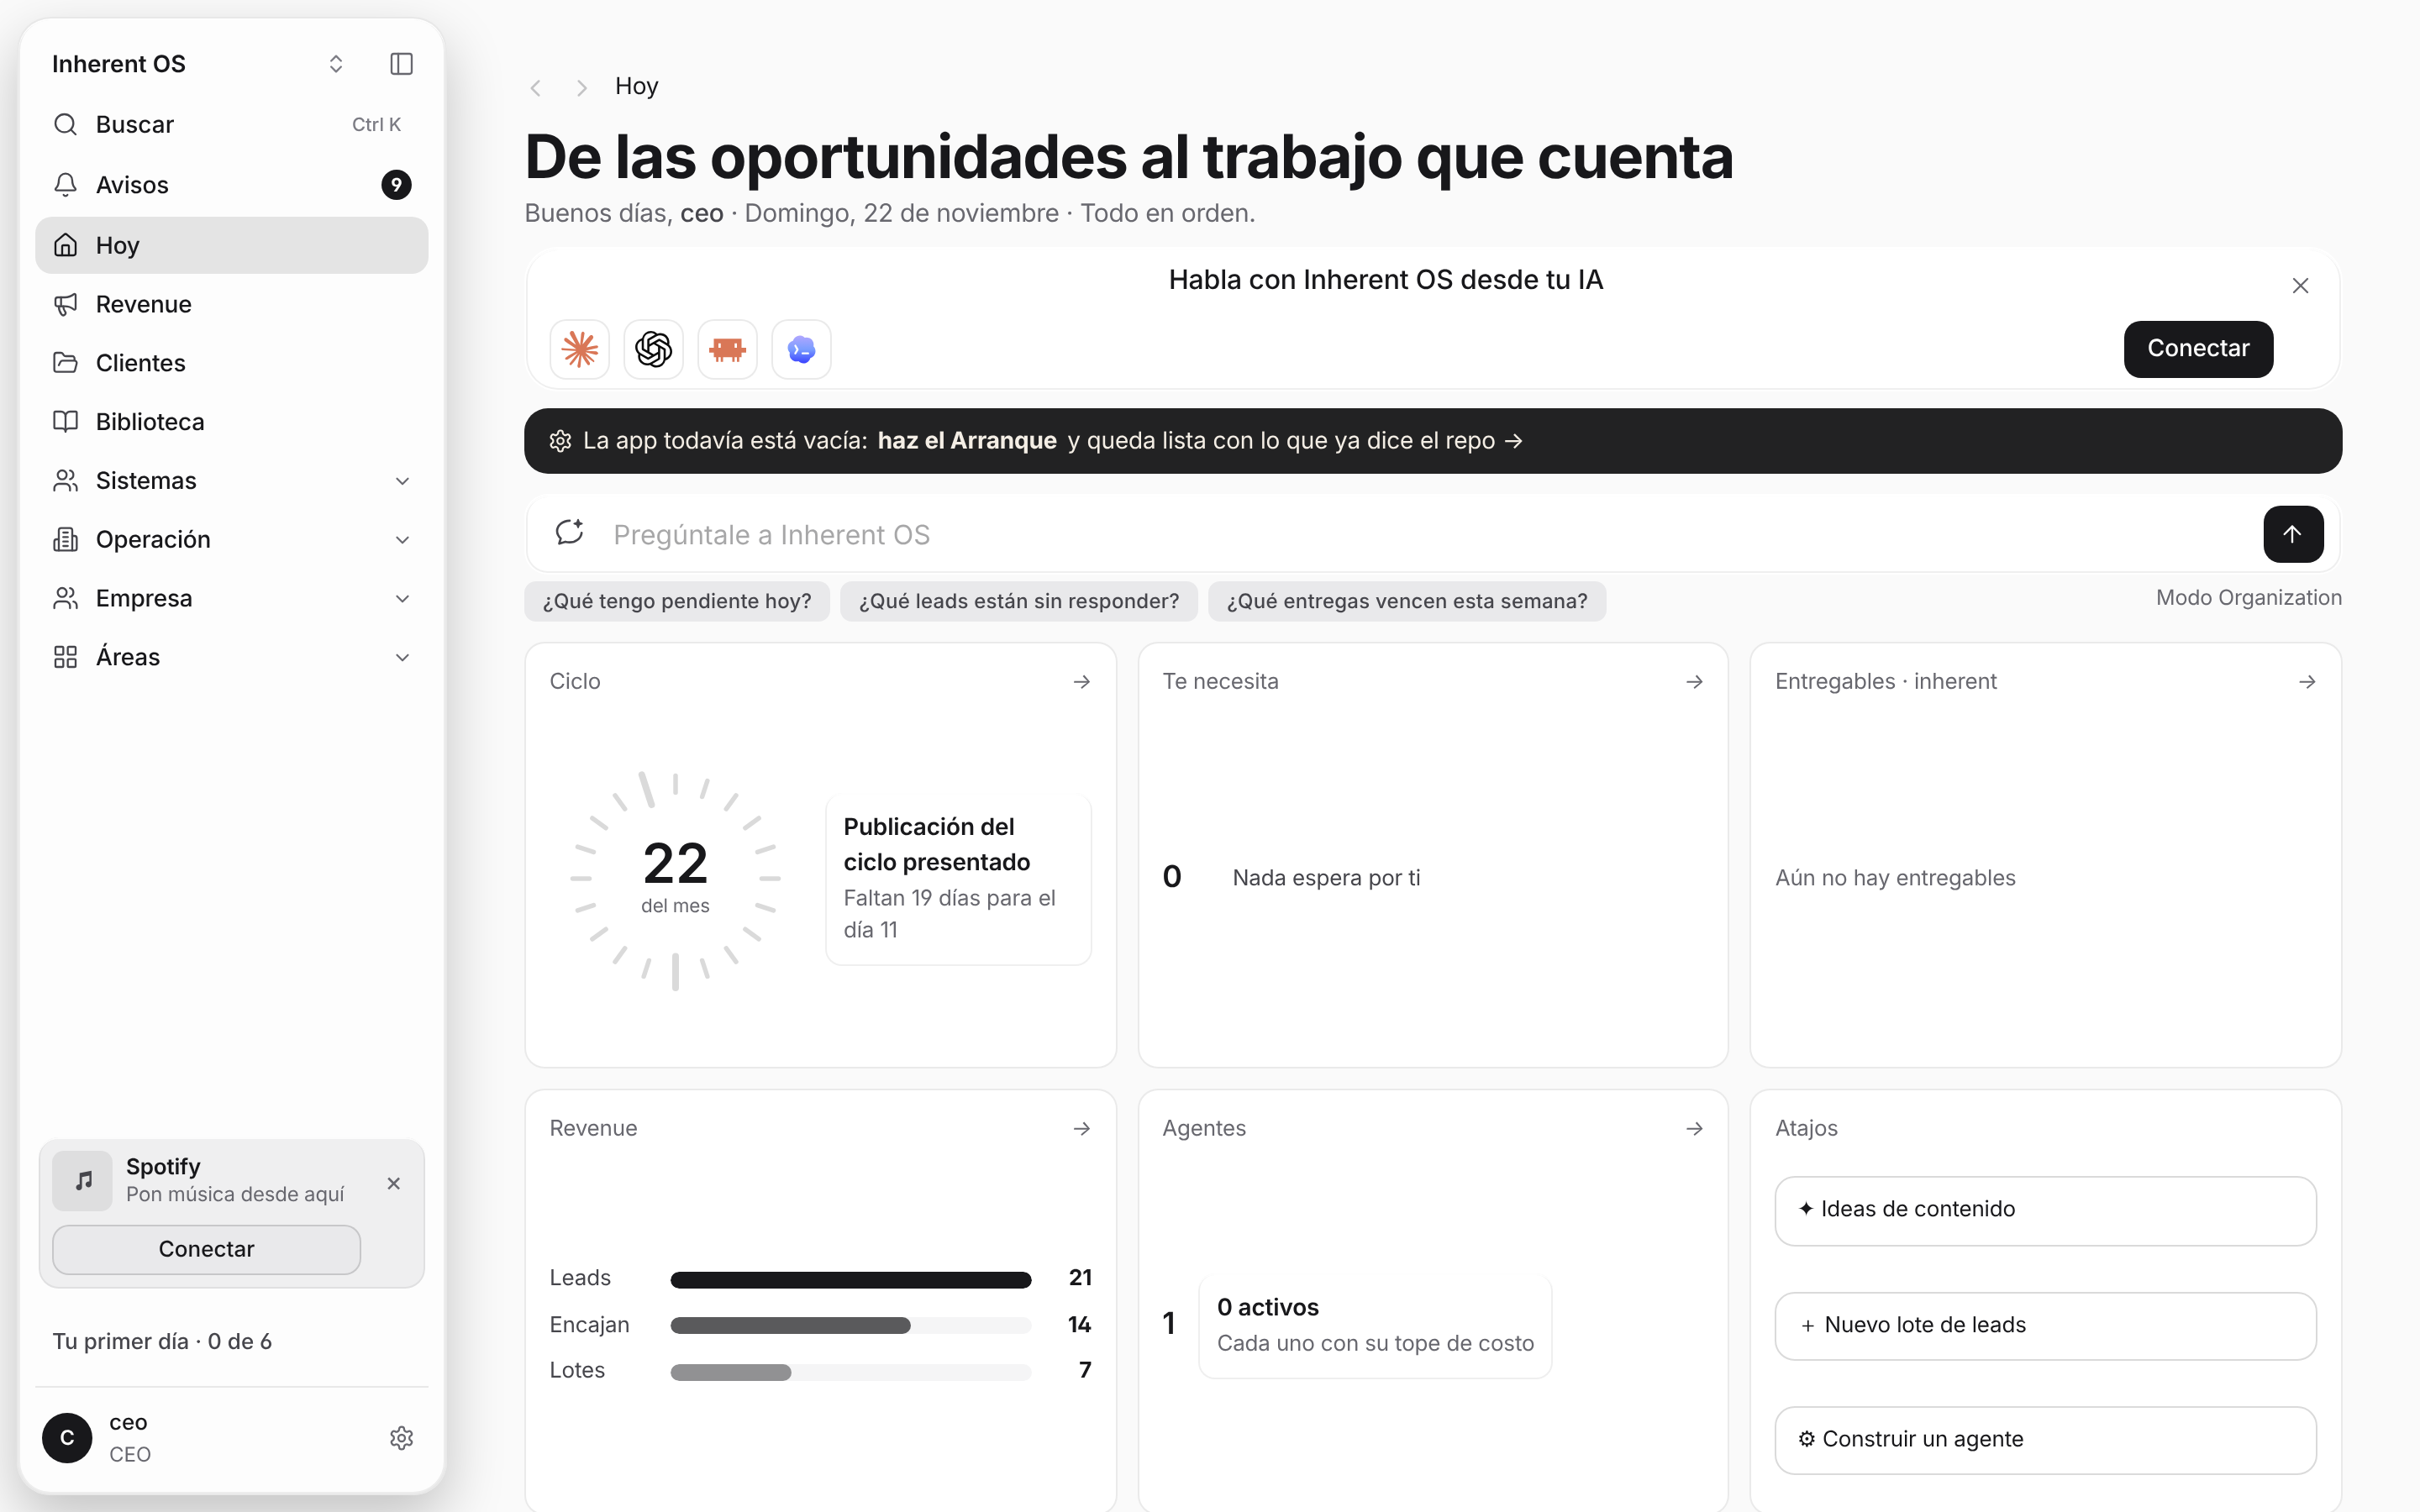 Inherent OS
Buscar
Ctrl K
Avisos
9
Hoy
Revenue
Clientes
Biblioteca
Sistemas
Operación
Empresa
Áreas
Spotify
Pon música desde aquí
Conectar
Tu primer día · 0 de 6
C
ceo
CEO
Hoy
De las oportunidades al trabajo que cuenta
Buenos días, ceo · Domingo, 22 de noviembre · Todo en orden.
Habla con Inherent OS desde tu IA
Conectar
La app todavía está vacía: haz el Arranque y queda lista con lo que ya dice el repo →
Pregúntale a Inherent OS
¿Qué tengo pendiente hoy?
¿Qué leads están sin responder?
¿Qué entregas vencen esta semana?
Modo Organization
Ciclo
22
del mes
Publicación del
ciclo presentado
Faltan 19 días para el
día 11
Te necesita
0
Nada espera por ti
Entregables · inherent
Aún no hay entregables
Revenue
Leads 21
Encajan 14
Lotes 7
Agentes
1
0 activos
Cada uno con su tope de costo
Atajos
✦ Ideas de contenido
+ Nuevo lote de leads
⚙ Construir un agente